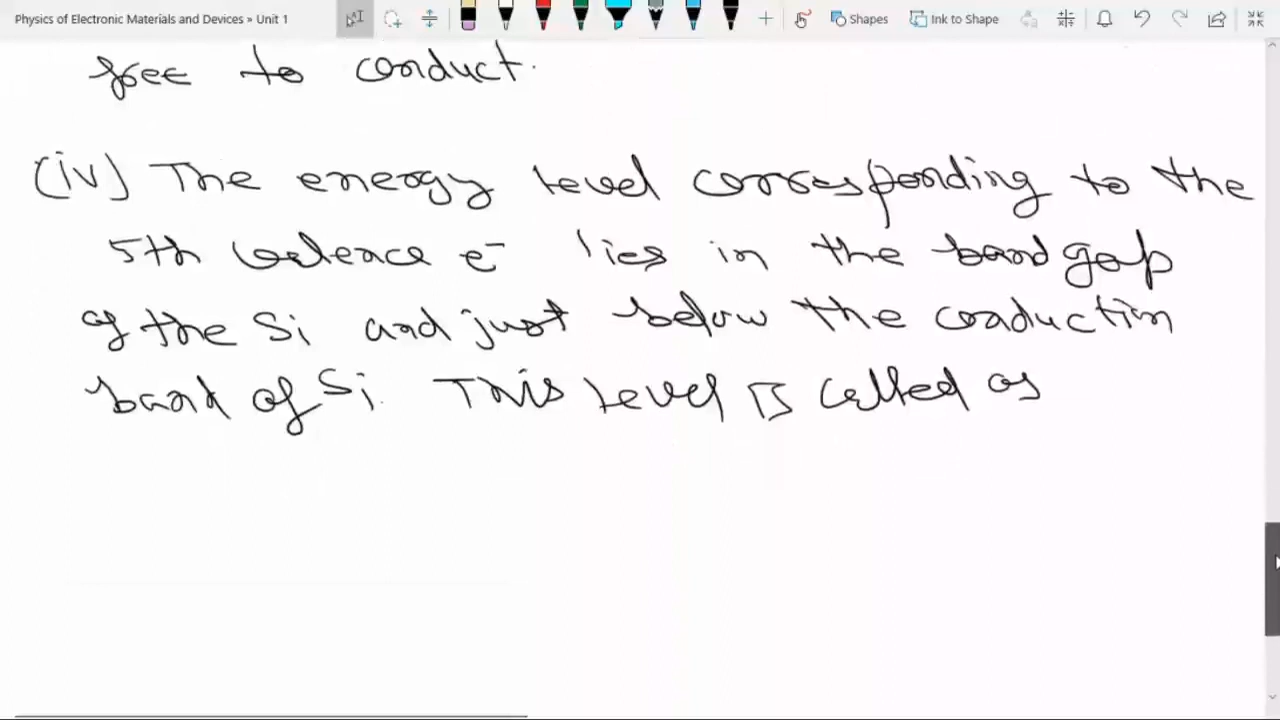 Physics of Electronic Materials and Devices » Unit 1
Shapes
Ink to Shape
free to conduct.
(iv) The energy level corresponding to the
5th valence e⁻ lies in the band gap
of the Si and just below the conduction
band of Si. This level is called as